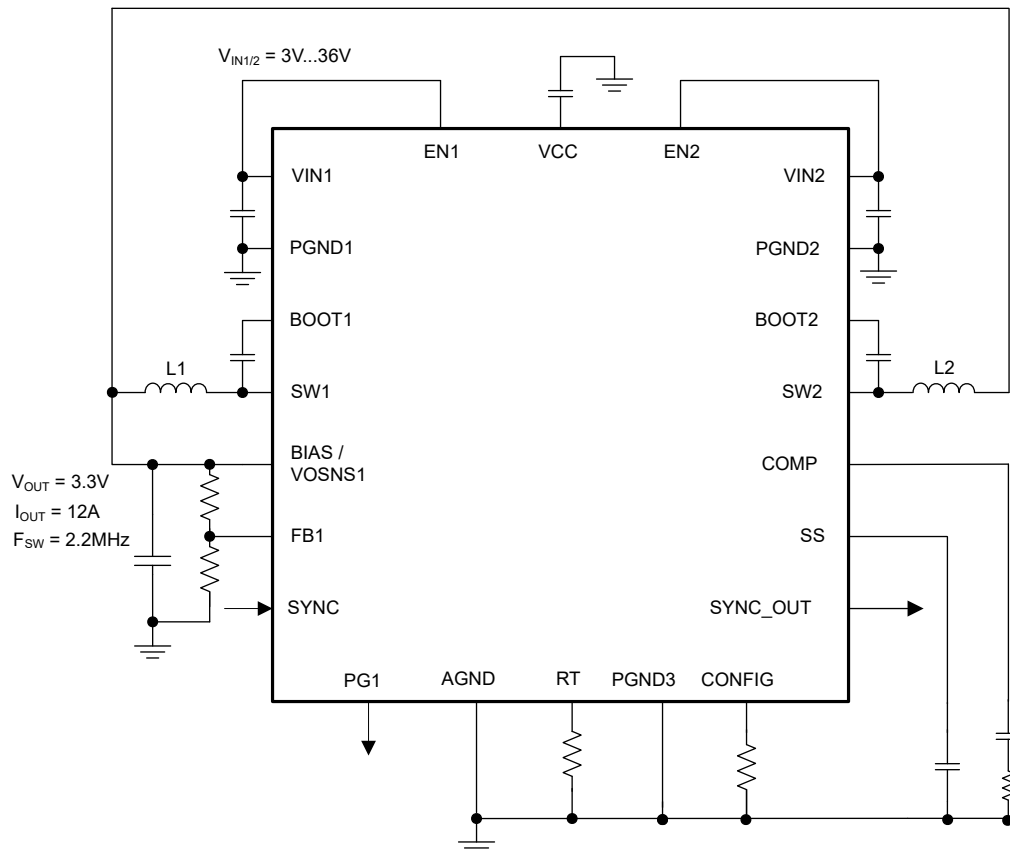 V_IN1/2 = 3V...36V
EN1
VCC
EN2
VIN1
VIN2
PGND1
PGND2
BOOT1
BOOT2
L1
L2
SW1
SW2
BIAS /
VOSNS1
COMP
V_OUT = 3.3V
I_OUT = 12A
F_SW = 2.2MHz
FB1
SS
SYNC
SYNC_OUT
PG1
AGND
RT
PGND3
CONFIG